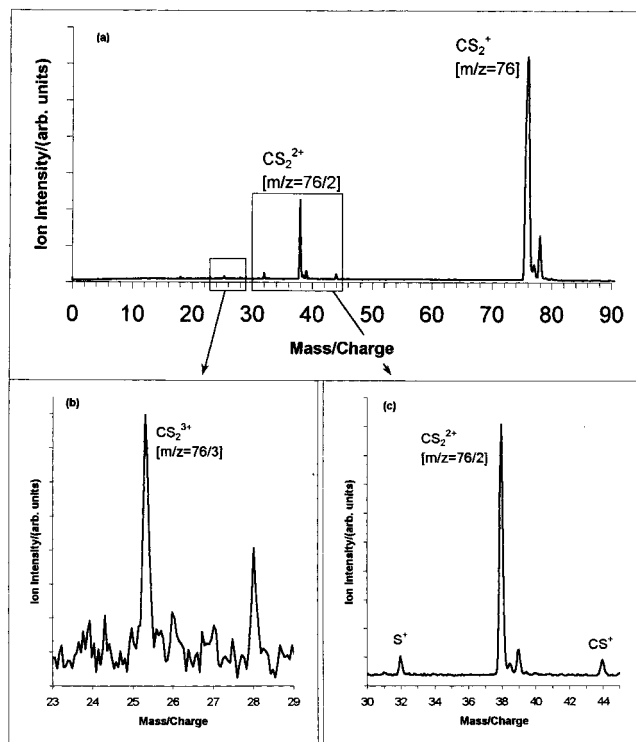 (a)
CS₂⁺
[m/z=76]
CS₂²⁺
[m/z=76/2]
Ion Intensity/(arb. units)
0 10 20 30 40 50 60 70 80 90
Mass/Charge
(b)
CS₂³⁺
[m/z=76/3]
Ion Intensity/(arb. units)
23 24 25 26 27 28 29
Mass/Charge
(c)
CS₂²⁺
[m/z=76/2]
S⁺
CS⁺
Ion Intensity/(arb. units)
30 32 34 36 38 40 42 44
Mass/Charge